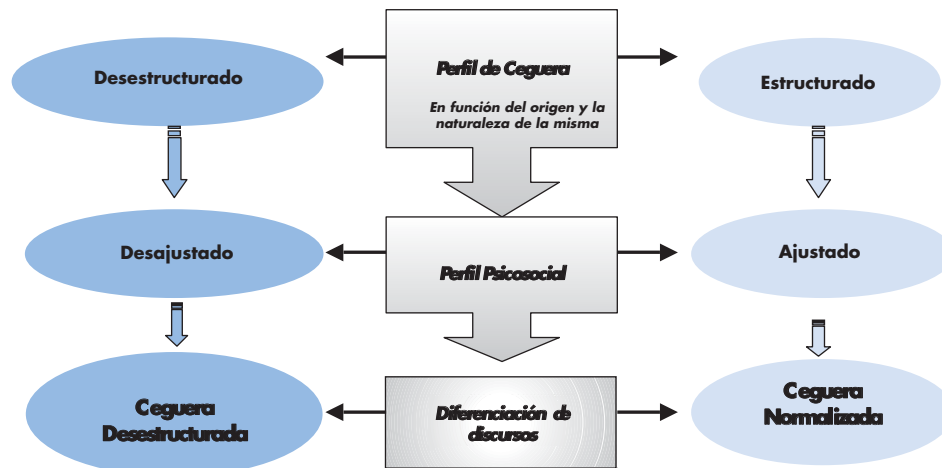 Desestructurado
Perfil de Ceguera
En función del origen y la
naturaleza de la misma
Estructurado
Desajustado
Perfil Psicosocial
Ajustado
Ceguera
Desestructurada
Diferenciación de
discursos
Ceguera
Normalizada